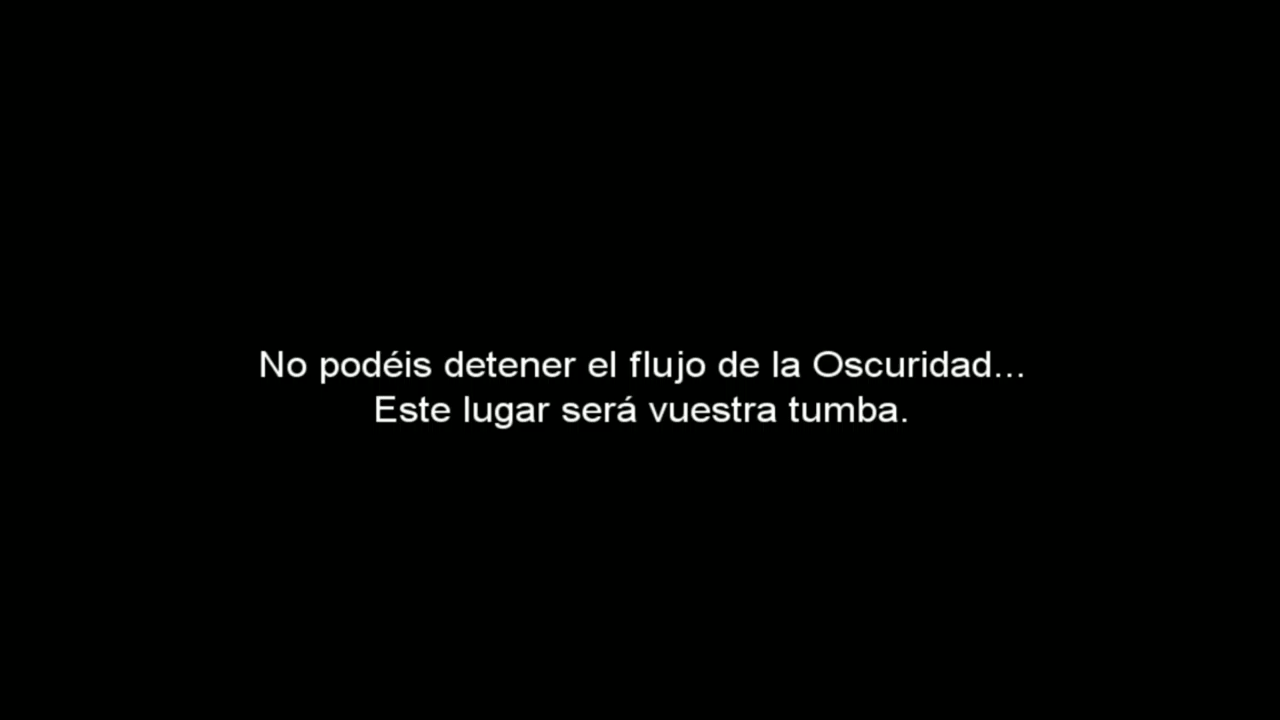 No podéis detener el flujo de la Oscuridad...
Este lugar será vuestra tumba.